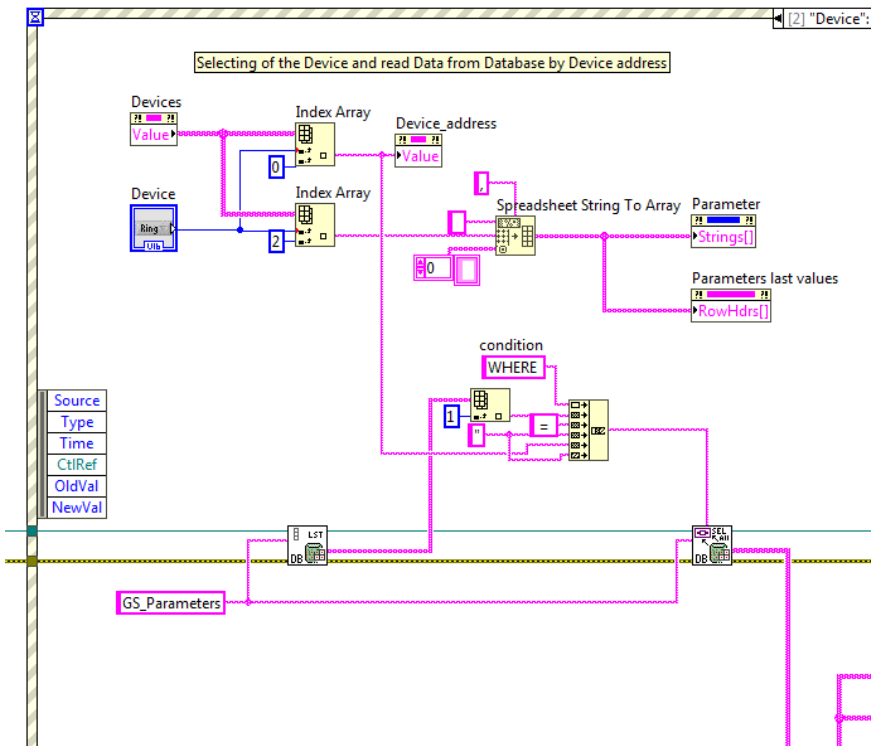 [2] "Device":
Selecting of the Device and read Data from Database by Device address
Devices
?! ?!
Value
Index Array
0
Device_address
?! ?!
Value
Device
Ring
U16
Index Array
2
,
Spreadsheet String To Array
0
Parameter
?! ?!
Strings[]
Parameters last values
?! ?!
RowHdrs[]
condition
WHERE
1
=
"
Source
Type
Time
CtlRef
OldVal
NewVal
LST
DB
SEL
All
DB
GS_Parameters